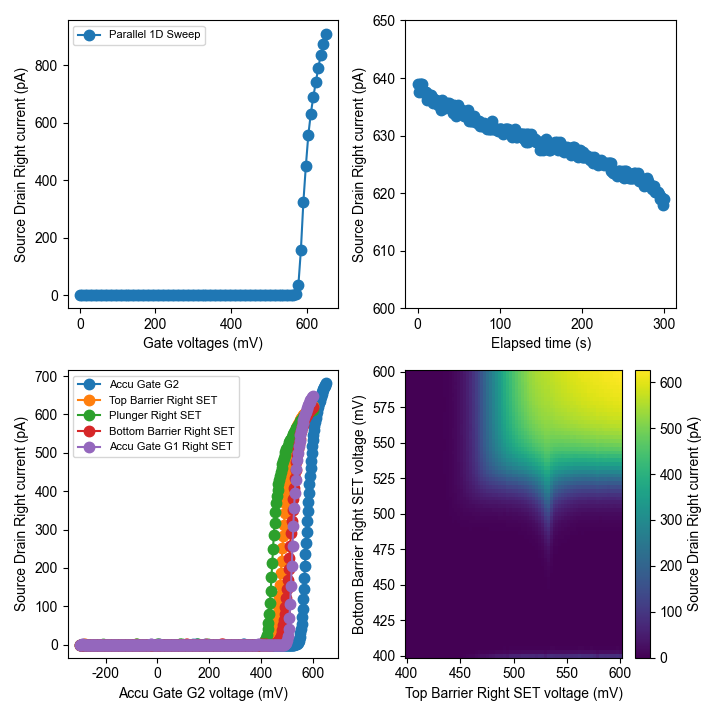 Parallel 1D Sweep
Source Drain Right current (pA)
800
600
400
200
0
0 200 400 600
Gate voltages (mV)
Source Drain Right current (pA)
650
640
630
620
610
600
0 100 200 300
Elapsed time (s)
Source Drain Right current (pA)
700
600
500
400
300
200
100
0
Accu Gate G2
Top Barrier Right SET
Plunger Right SET
Bottom Barrier Right SET
Accu Gate G1 Right SET
-200 0 200 400 600
Accu Gate G2 voltage (mV)
Bottom Barrier Right SET voltage (mV)
600
575
550
525
500
475
450
425
400
400 450 500 550 600
Top Barrier Right SET voltage (mV)
600
500
400
300
200
100
0
Source Drain Right current (pA)